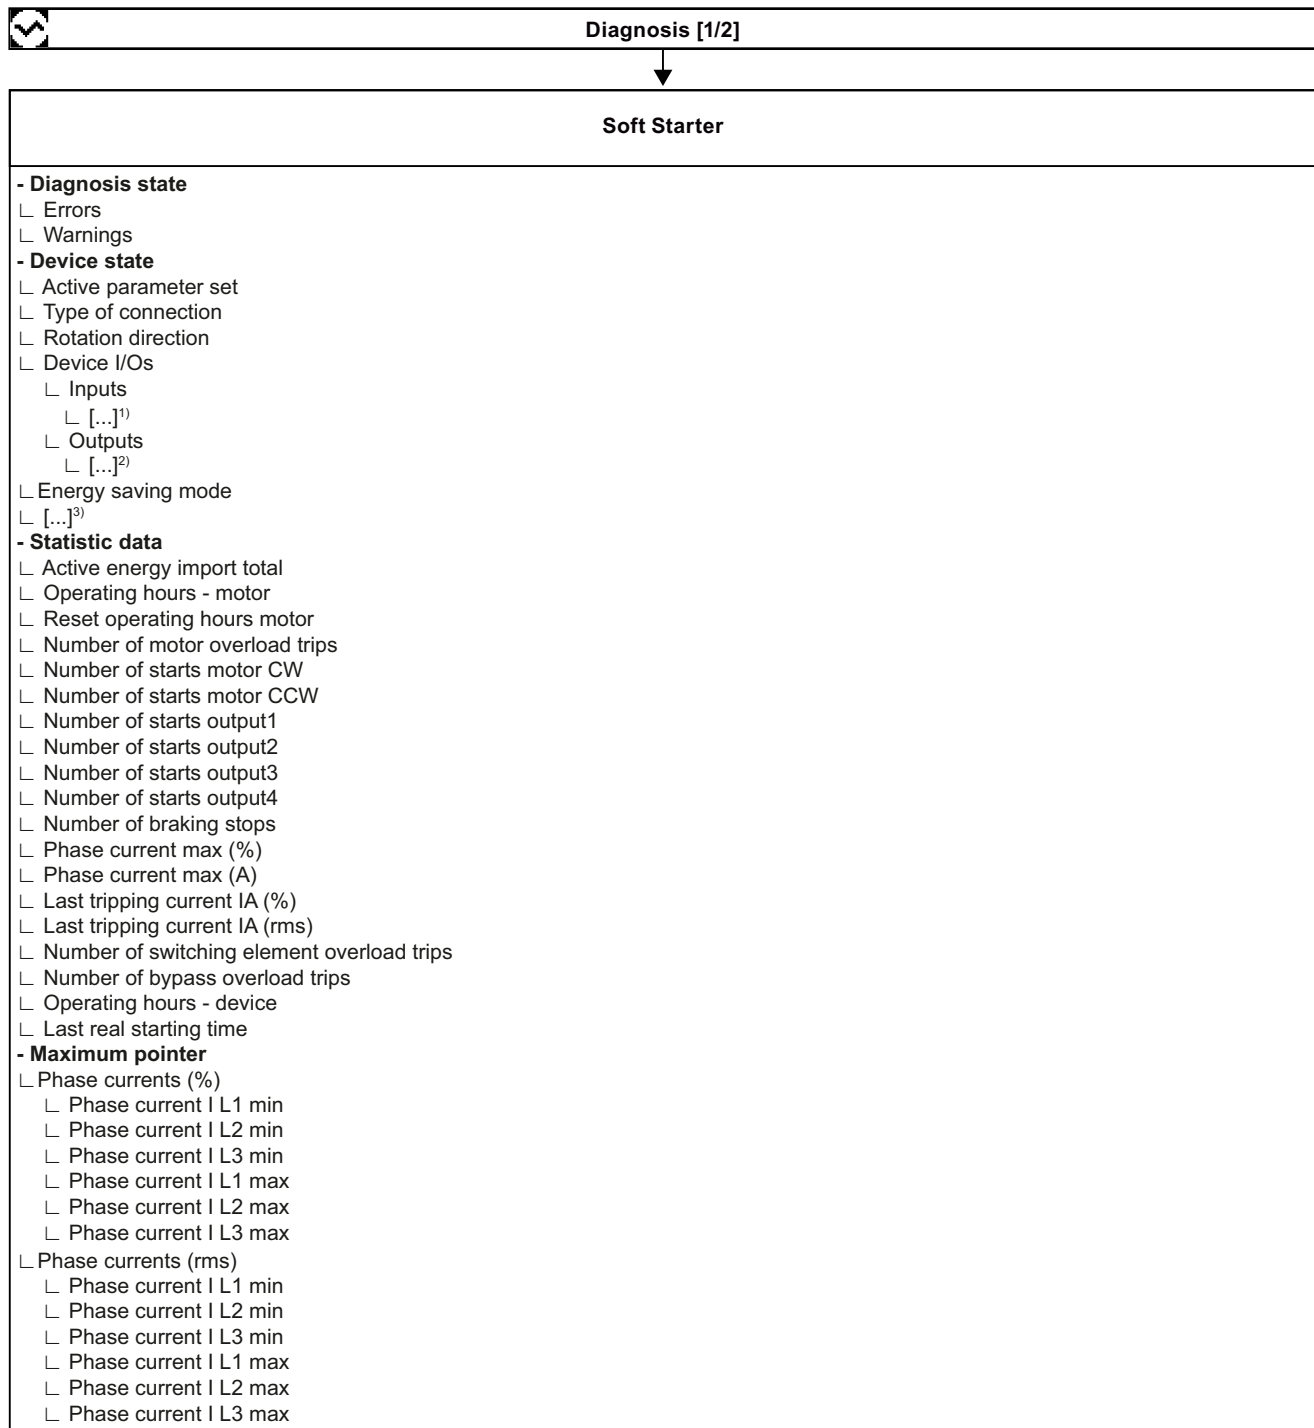 Diagnosis [1/2]
Soft Starter
- Diagnosis state
∟ Errors
∟ Warnings
- Device state
∟ Active parameter set
∟ Type of connection
∟ Rotation direction
∟ Device I/Os
∟ Inputs
∟ [...]1)
∟ Outputs
∟ [...]2)
∟Energy saving mode
∟ [...]3)
- Statistic data
∟ Active energy import total
∟ Operating hours - motor
∟ Reset operating hours motor
∟ Number of motor overload trips
∟ Number of starts motor CW
∟ Number of starts motor CCW
∟ Number of starts output1
∟ Number of starts output2
∟ Number of starts output3
∟ Number of starts output4
∟ Number of braking stops
∟ Phase current max (%)
∟ Phase current max (A)
∟ Last tripping current IA (%)
∟ Last tripping current IA (rms)
∟ Number of switching element overload trips
∟ Number of bypass overload trips
∟ Operating hours - device
∟ Last real starting time
- Maximum pointer
∟Phase currents (%)
∟ Phase current I L1 min
∟ Phase current I L2 min
∟ Phase current I L3 min
∟ Phase current I L1 max
∟ Phase current I L2 max
∟ Phase current I L3 max
∟Phase currents (rms)
∟ Phase current I L1 min
∟ Phase current I L2 min
∟ Phase current I L3 min
∟ Phase current I L1 max
∟ Phase current I L2 max
∟ Phase current I L3 max